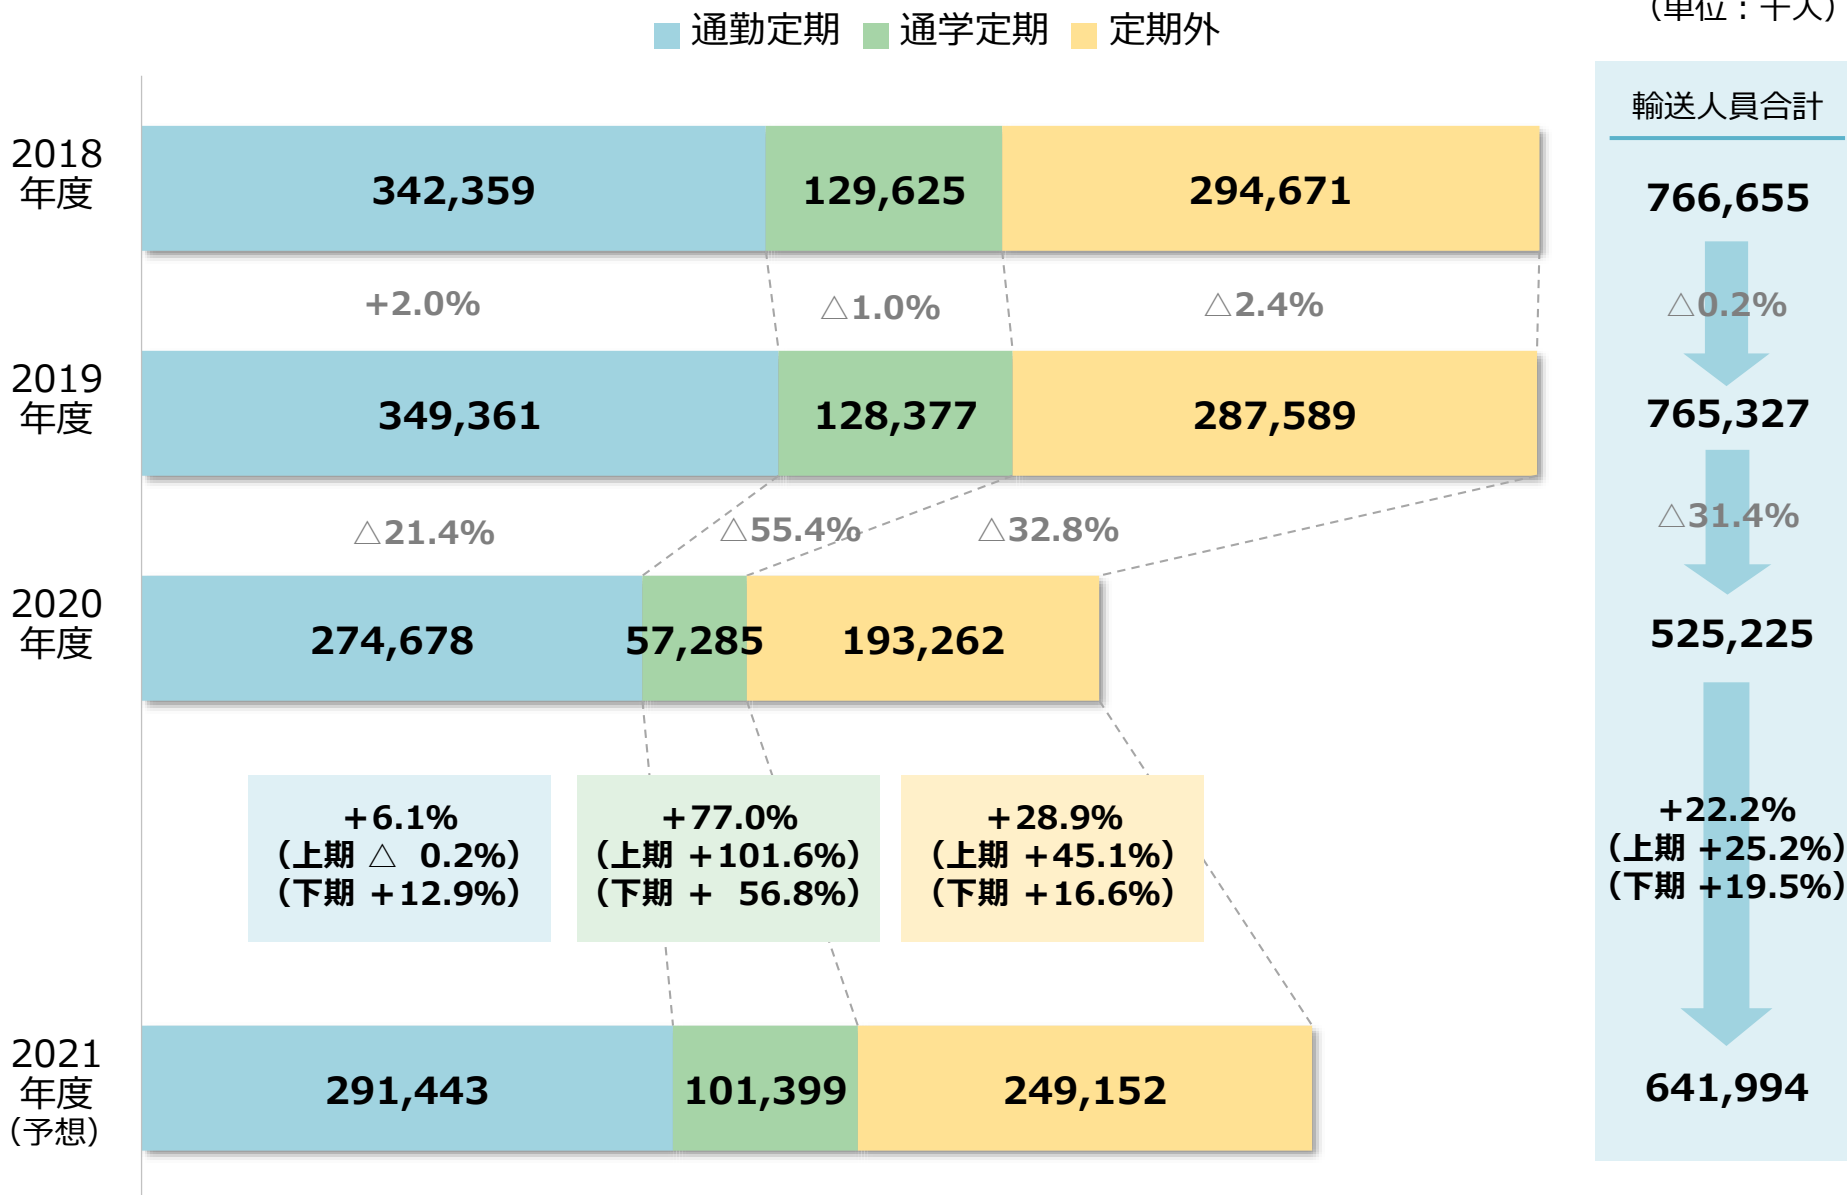 （単位：千人）
通勤定期 通学定期 定期外
輸送人員合計
2018
年度
342,359 129,625 294,671 766,655
+2.0% △1.0% △2.4% △0.2%
2019
年度
349,361 128,377 287,589 765,327
△21.4% △55.4% △32.8% △31.4%
2020
年度
274,678 57,285 193,262 525,225
+6.1%
（上期 △ 0.2%）
（下期 +12.9%）
+77.0%
（上期 +101.6%）
（下期 + 56.8%）
+28.9%
（上期 +45.1%）
（下期 +16.6%）
+22.2%
（上期 +25.2%）
（下期 +19.5%）
2021
年度
（予想）
291,443 101,399 249,152 641,994